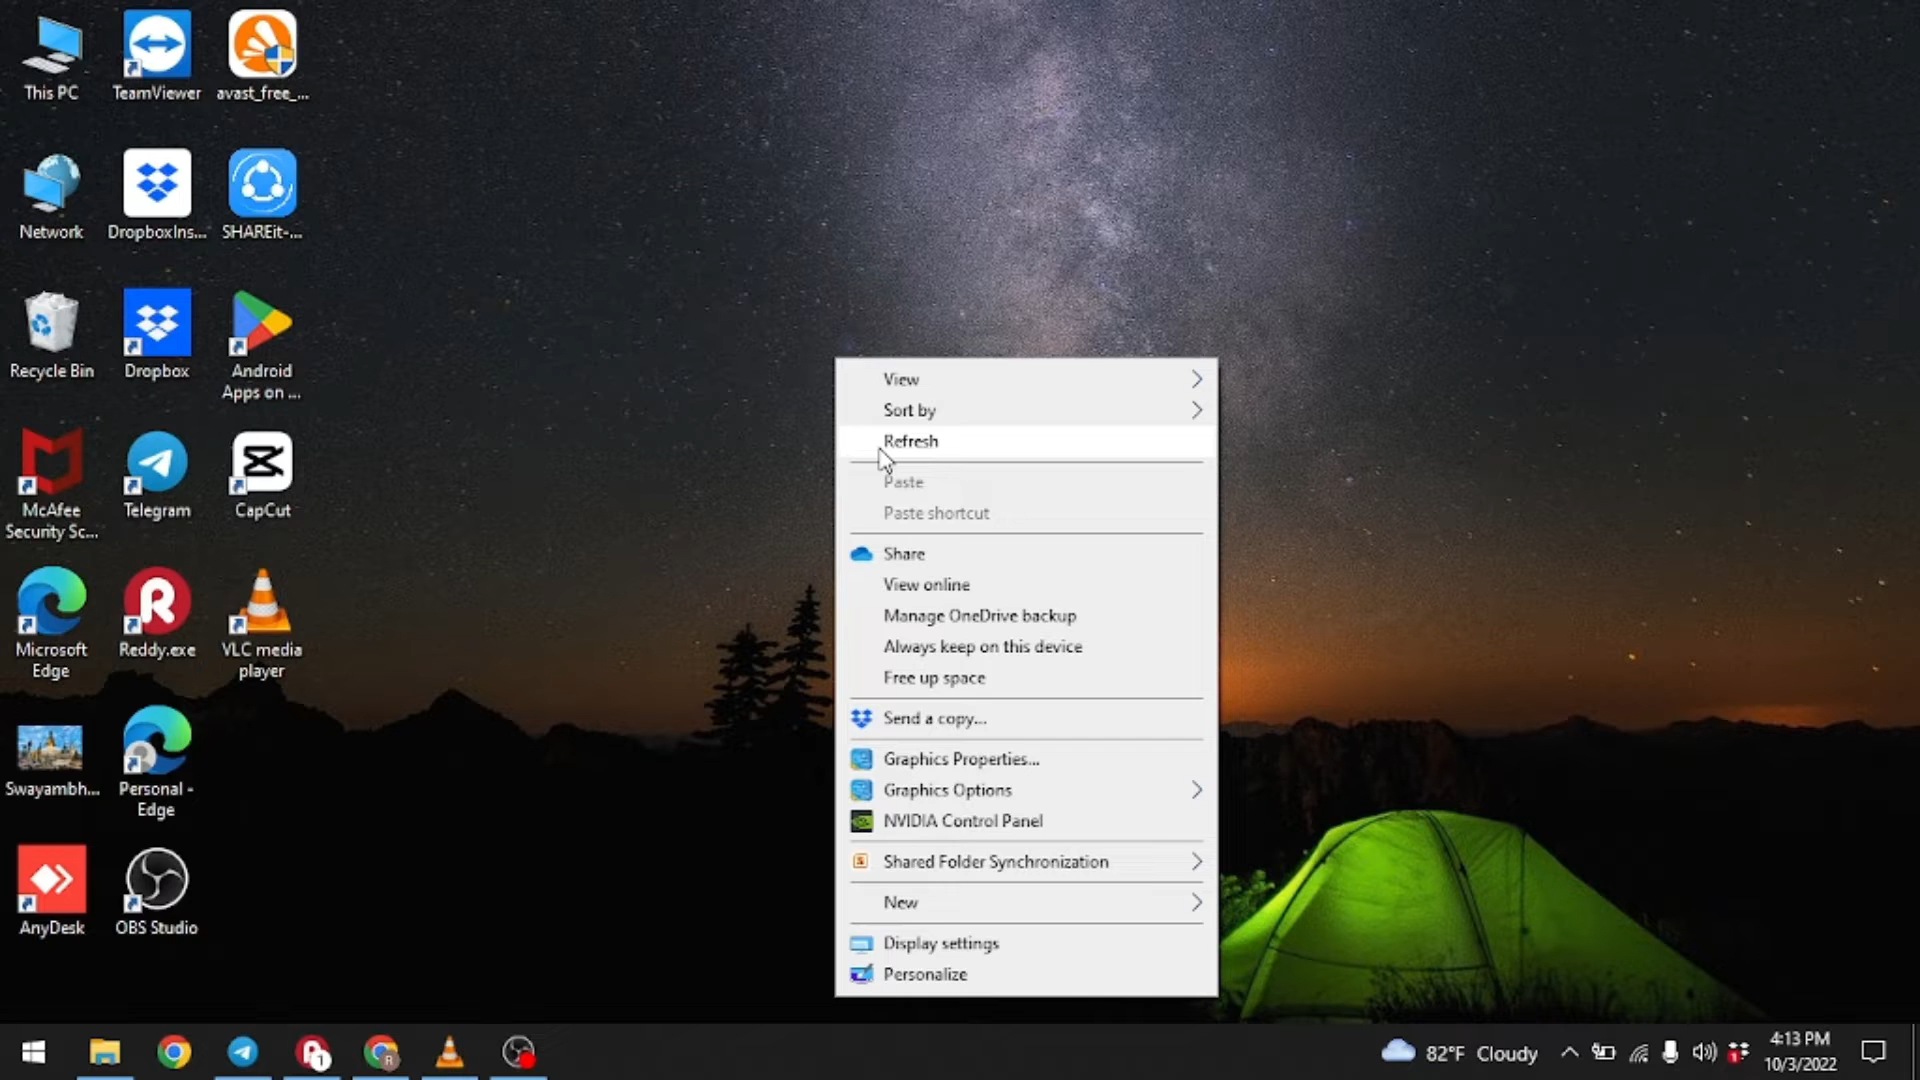 This PC
TeamViewer
avast_free_...
Network
DropboxIns...
SHAREit-...
Recycle Bin
Dropbox
Android
Apps on ...
McAfee
Security Sc...
Telegram
CapCut
Microsoft
Edge
Reddy.exe
VLC media
player
Swayambh...
Personal -
Edge
AnyDesk
OBS Studio
View
Sort by
Refresh
Paste
Paste shortcut
Share
View online
Manage OneDrive backup
Always keep on this device
Free up space
Send a copy...
Graphics Properties...
Graphics Options
NVIDIA Control Panel
Shared Folder Synchronization
New
Display settings
Personalize
1
R
82°F Cloudy
4:13 PM
10/3/2022